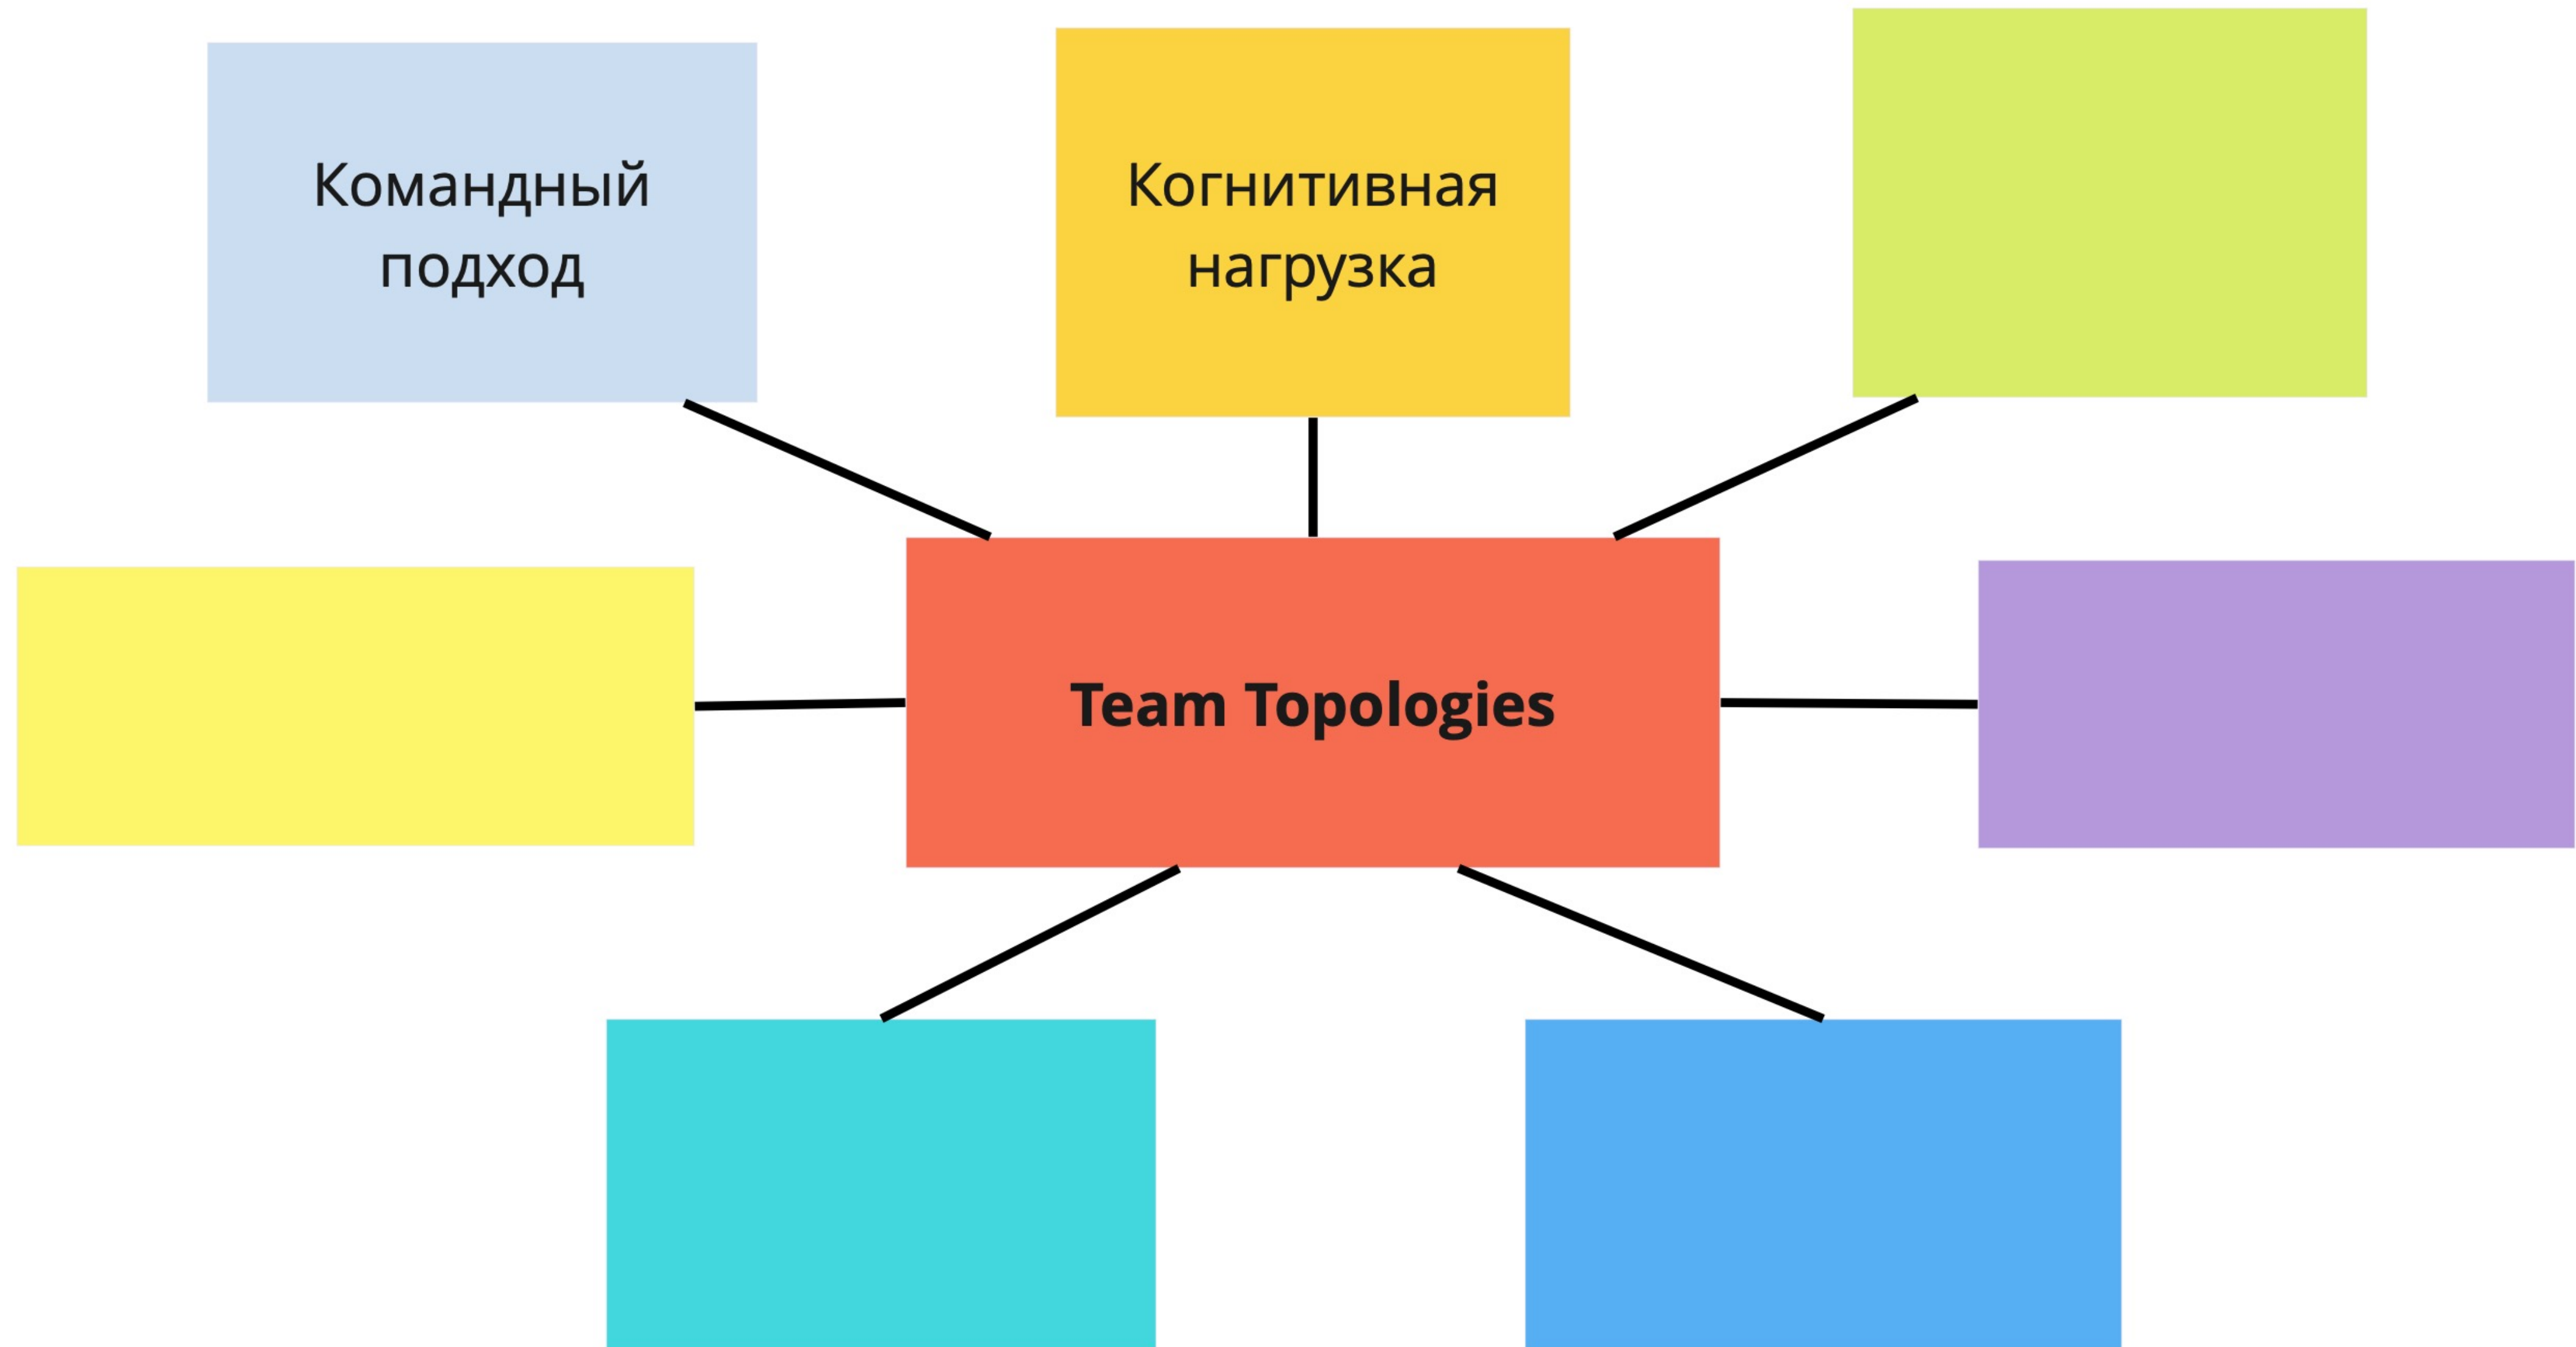 Командный
подход
Когнитивная
нагрузка
Team Topologies